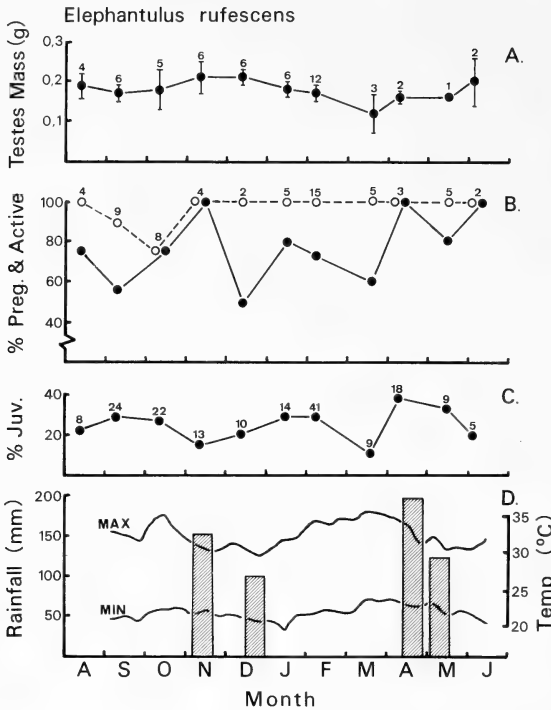 Elephantulus rufescens
Testes Mass (g)
0,3
0,2
0,1
4 6 5 6 6 6 12 3 2 1 2
A.
% Preg. & Active
100
80
60
40
4 9 8 4 2 5 15 5 3 5 2
B.
% Juv.
40
20
8 24 22 13 10 14 41 9 18 9 5
C.
Rainfall (mm)
200
150
100
50
MAX
MIN
D.
35
30
25
20
Temp (°C)
A S O N D J F M A M J
Month